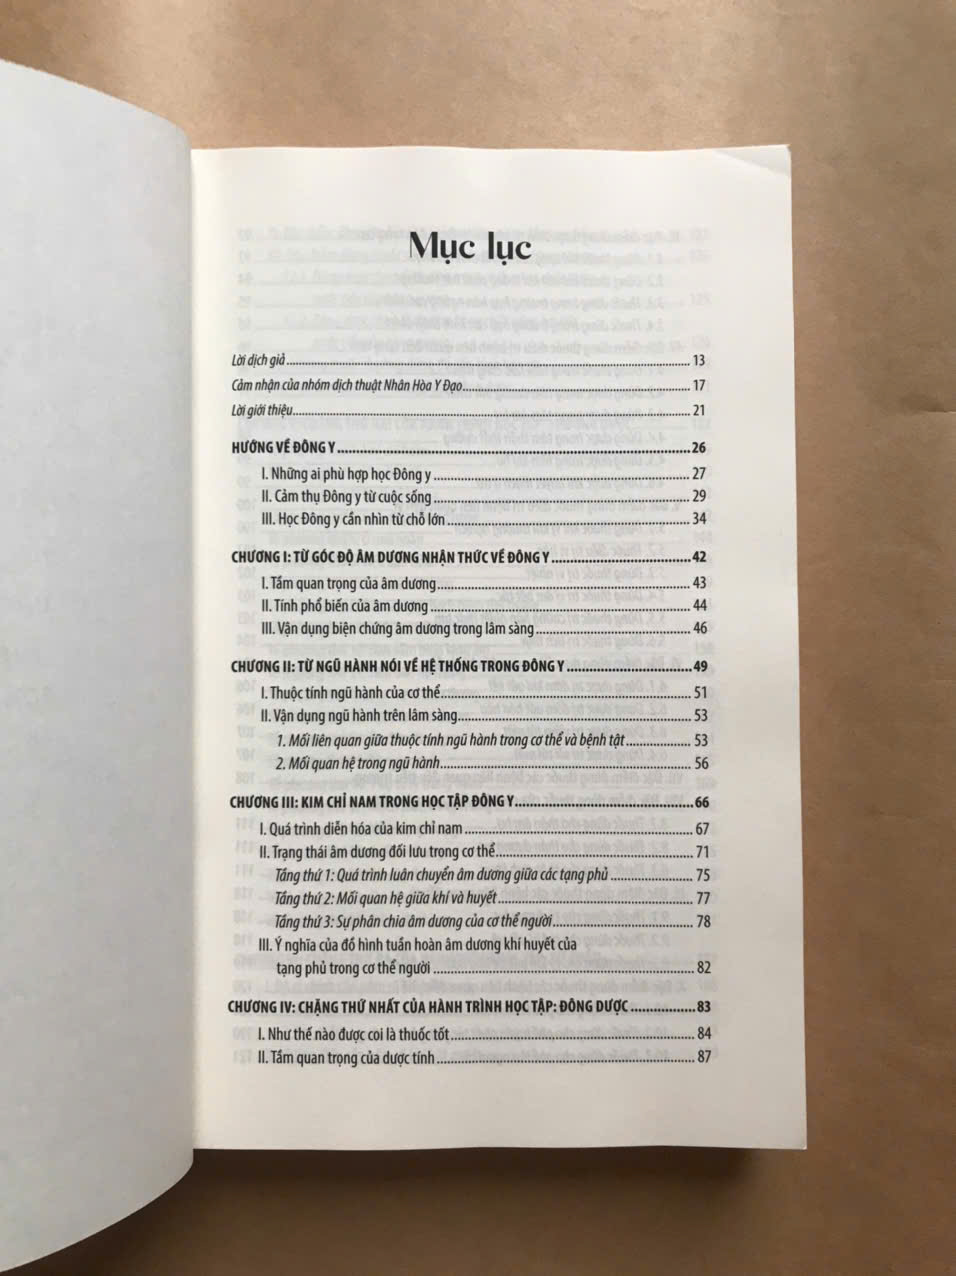 Mục lục
Lời dịch giả........13
Cảm nhận của nhóm dịch thuật Nhân Hòa Y Đạo........17
Lời giới thiệu........21
HƯỚNG VỀ ĐÔNG Y........26
I. Những ai phù hợp học Đông y........27
II. Cảm thụ Đông y từ cuộc sống........29
III. Học Đông y cần nhìn từ chỗ lớn........34
CHƯƠNG I: TỪ GÓC ĐỘ ÂM DƯƠNG NHẬN THỨC VỀ ĐÔNG Y........42
I. Tầm quan trọng của âm dương........43
II. Tính phổ biến của âm dương........44
III. Vận dụng biện chứng âm dương trong lâm sàng........46
CHƯƠNG II: TỪ NGŨ HÀNH NÓI VỀ HỆ THỐNG TRONG ĐÔNG Y........49
I. Thuộc tính ngũ hành của cơ thể........51
II. Vận dụng ngũ hành trên lâm sàng........53
1. Mối liên quan giữa thuộc tính ngũ hành trong cơ thể và bệnh tật........53
2. Mối quan hệ trong ngũ hành........56
CHƯƠNG III: KIM CHỈ NAM TRONG HỌC TẬP ĐÔNG Y........66
I. Quá trình diễn hóa của kim chỉ nam........67
II. Trạng thái âm dương đối lưu trong cơ thể........71
Tầng thứ 1: Quá trình luân chuyển âm dương giữa các tạng phủ........75
Tầng thứ 2: Mối quan hệ giữa khí và huyết........77
Tầng thứ 3: Sự phân chia âm dương của cơ thể người........78
III. Ý nghĩa của đồ hình tuần hoàn âm dương khí huyết của
tạng phủ trong cơ thể người........82
CHƯƠNG IV: CHẶNG THỨ NHẤT CỦA HÀNH TRÌNH HỌC TẬP: ĐÔNG DƯỢC........83
I. Như thế nào được coi là thuốc tốt........84
II. Tầm quan trọng của dược tính........87